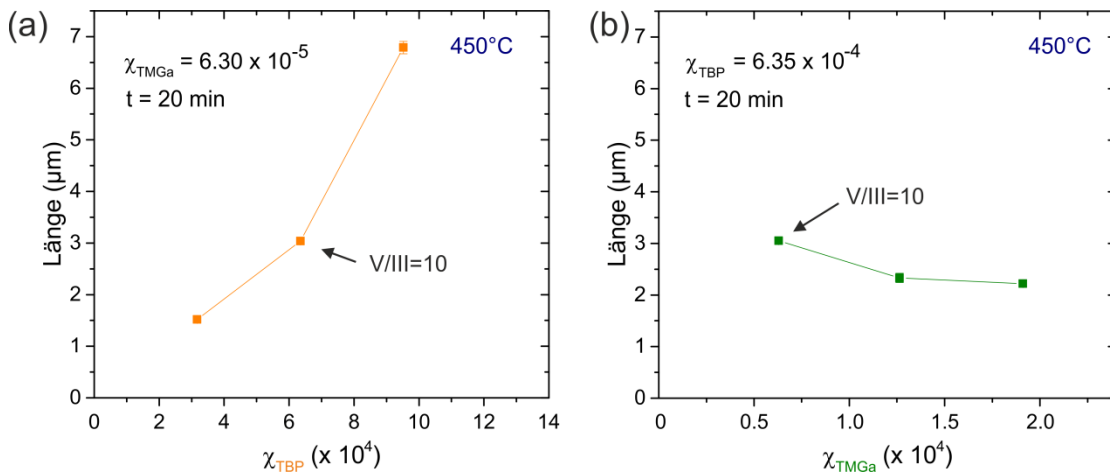 (a)
450°C
χTMGa = 6.30 x 10-5
t = 20 min
V/III=10
Länge (µm)
7
6
5
4
3
2
1
0
0 2 4 6 8 10 12 14
χTBP (x 104)
(b)
450°C
χTBP = 6.35 x 10-4
t = 20 min
V/III=10
Länge (µm)
7
6
5
4
3
2
1
0
0 0.5 1.0 1.5 2.0
χTMGa (x 104)